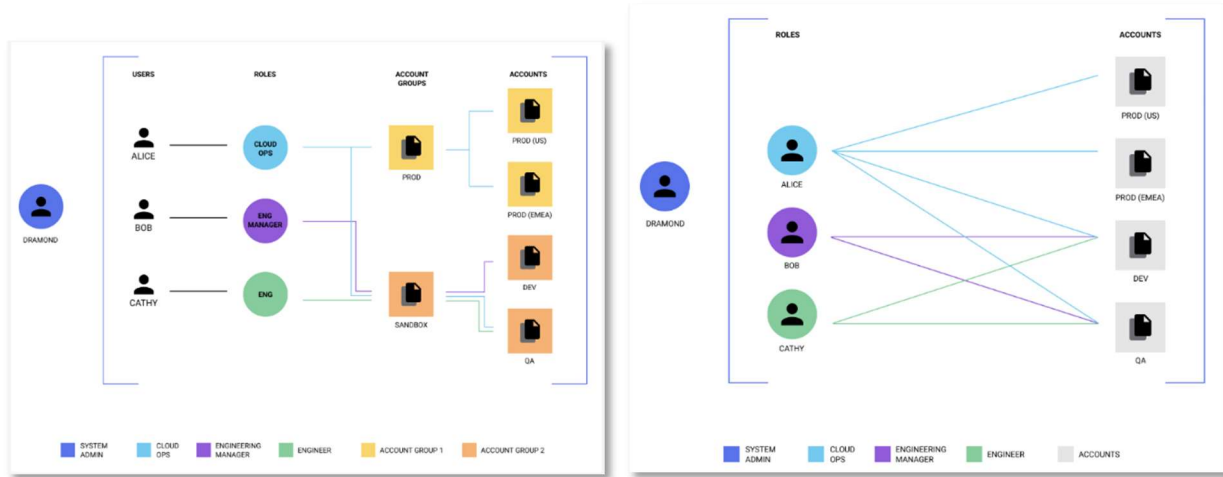 USERS
ROLES
ACCOUNT
GROUPS
ACCOUNTS
ALICE
CLOUD
OPS
PROD
PROD (US)
PROD (EMEA)
DRAMOND
BOB
ENG
MANAGER
DEV
CATHY
ENG
SANDBOX
QA
SYSTEM
ADMIN
CLOUD
OPS
ENGINEERING
MANAGER
ENGINEER
ACCOUNT GROUP 1
ACCOUNT GROUP 2
ROLES
ACCOUNTS
PROD (US)
ALICE
PROD (EMEA)
DRAMOND
BOB
DEV
CATHY
QA
SYSTEM
ADMIN
CLOUD
OPS
ENGINEERING
MANAGER
ENGINEER
ACCOUNTS